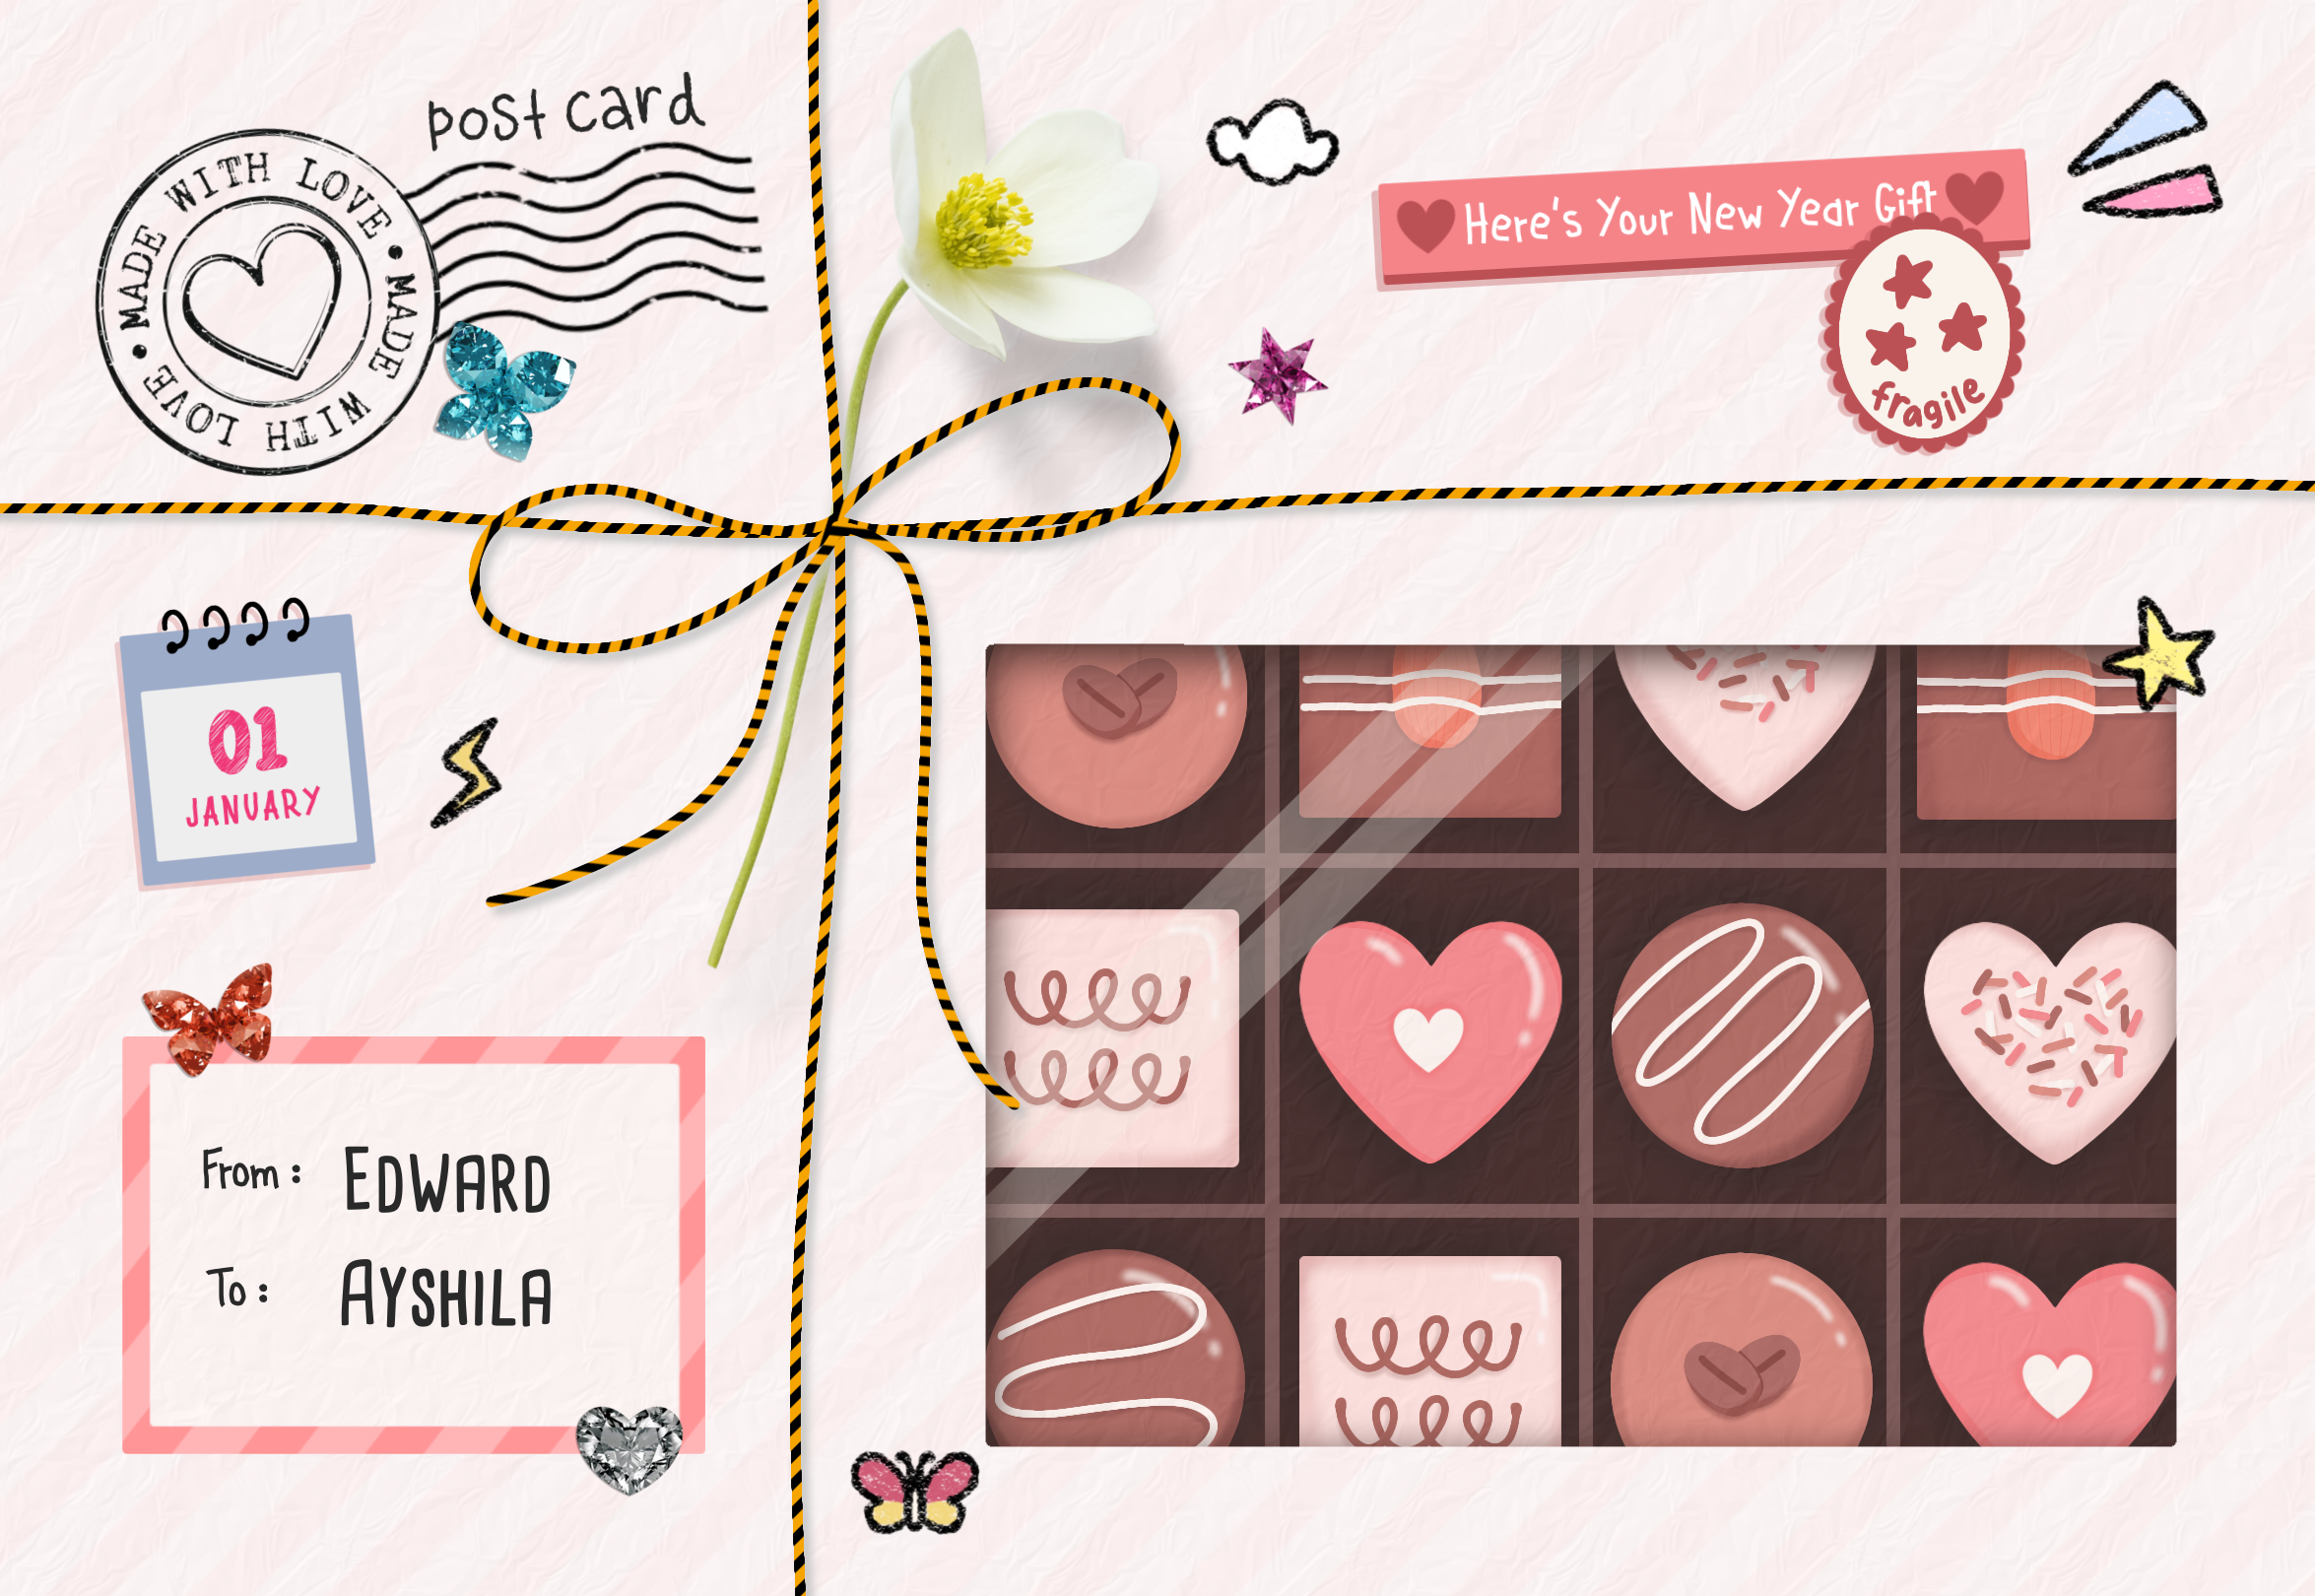 post card
MADE WITH LOVE • MADE WITH LOVE •
Here's Your New Year Gift
fragile
01
JANUARY
From: EDWARD
To: AYSHILA